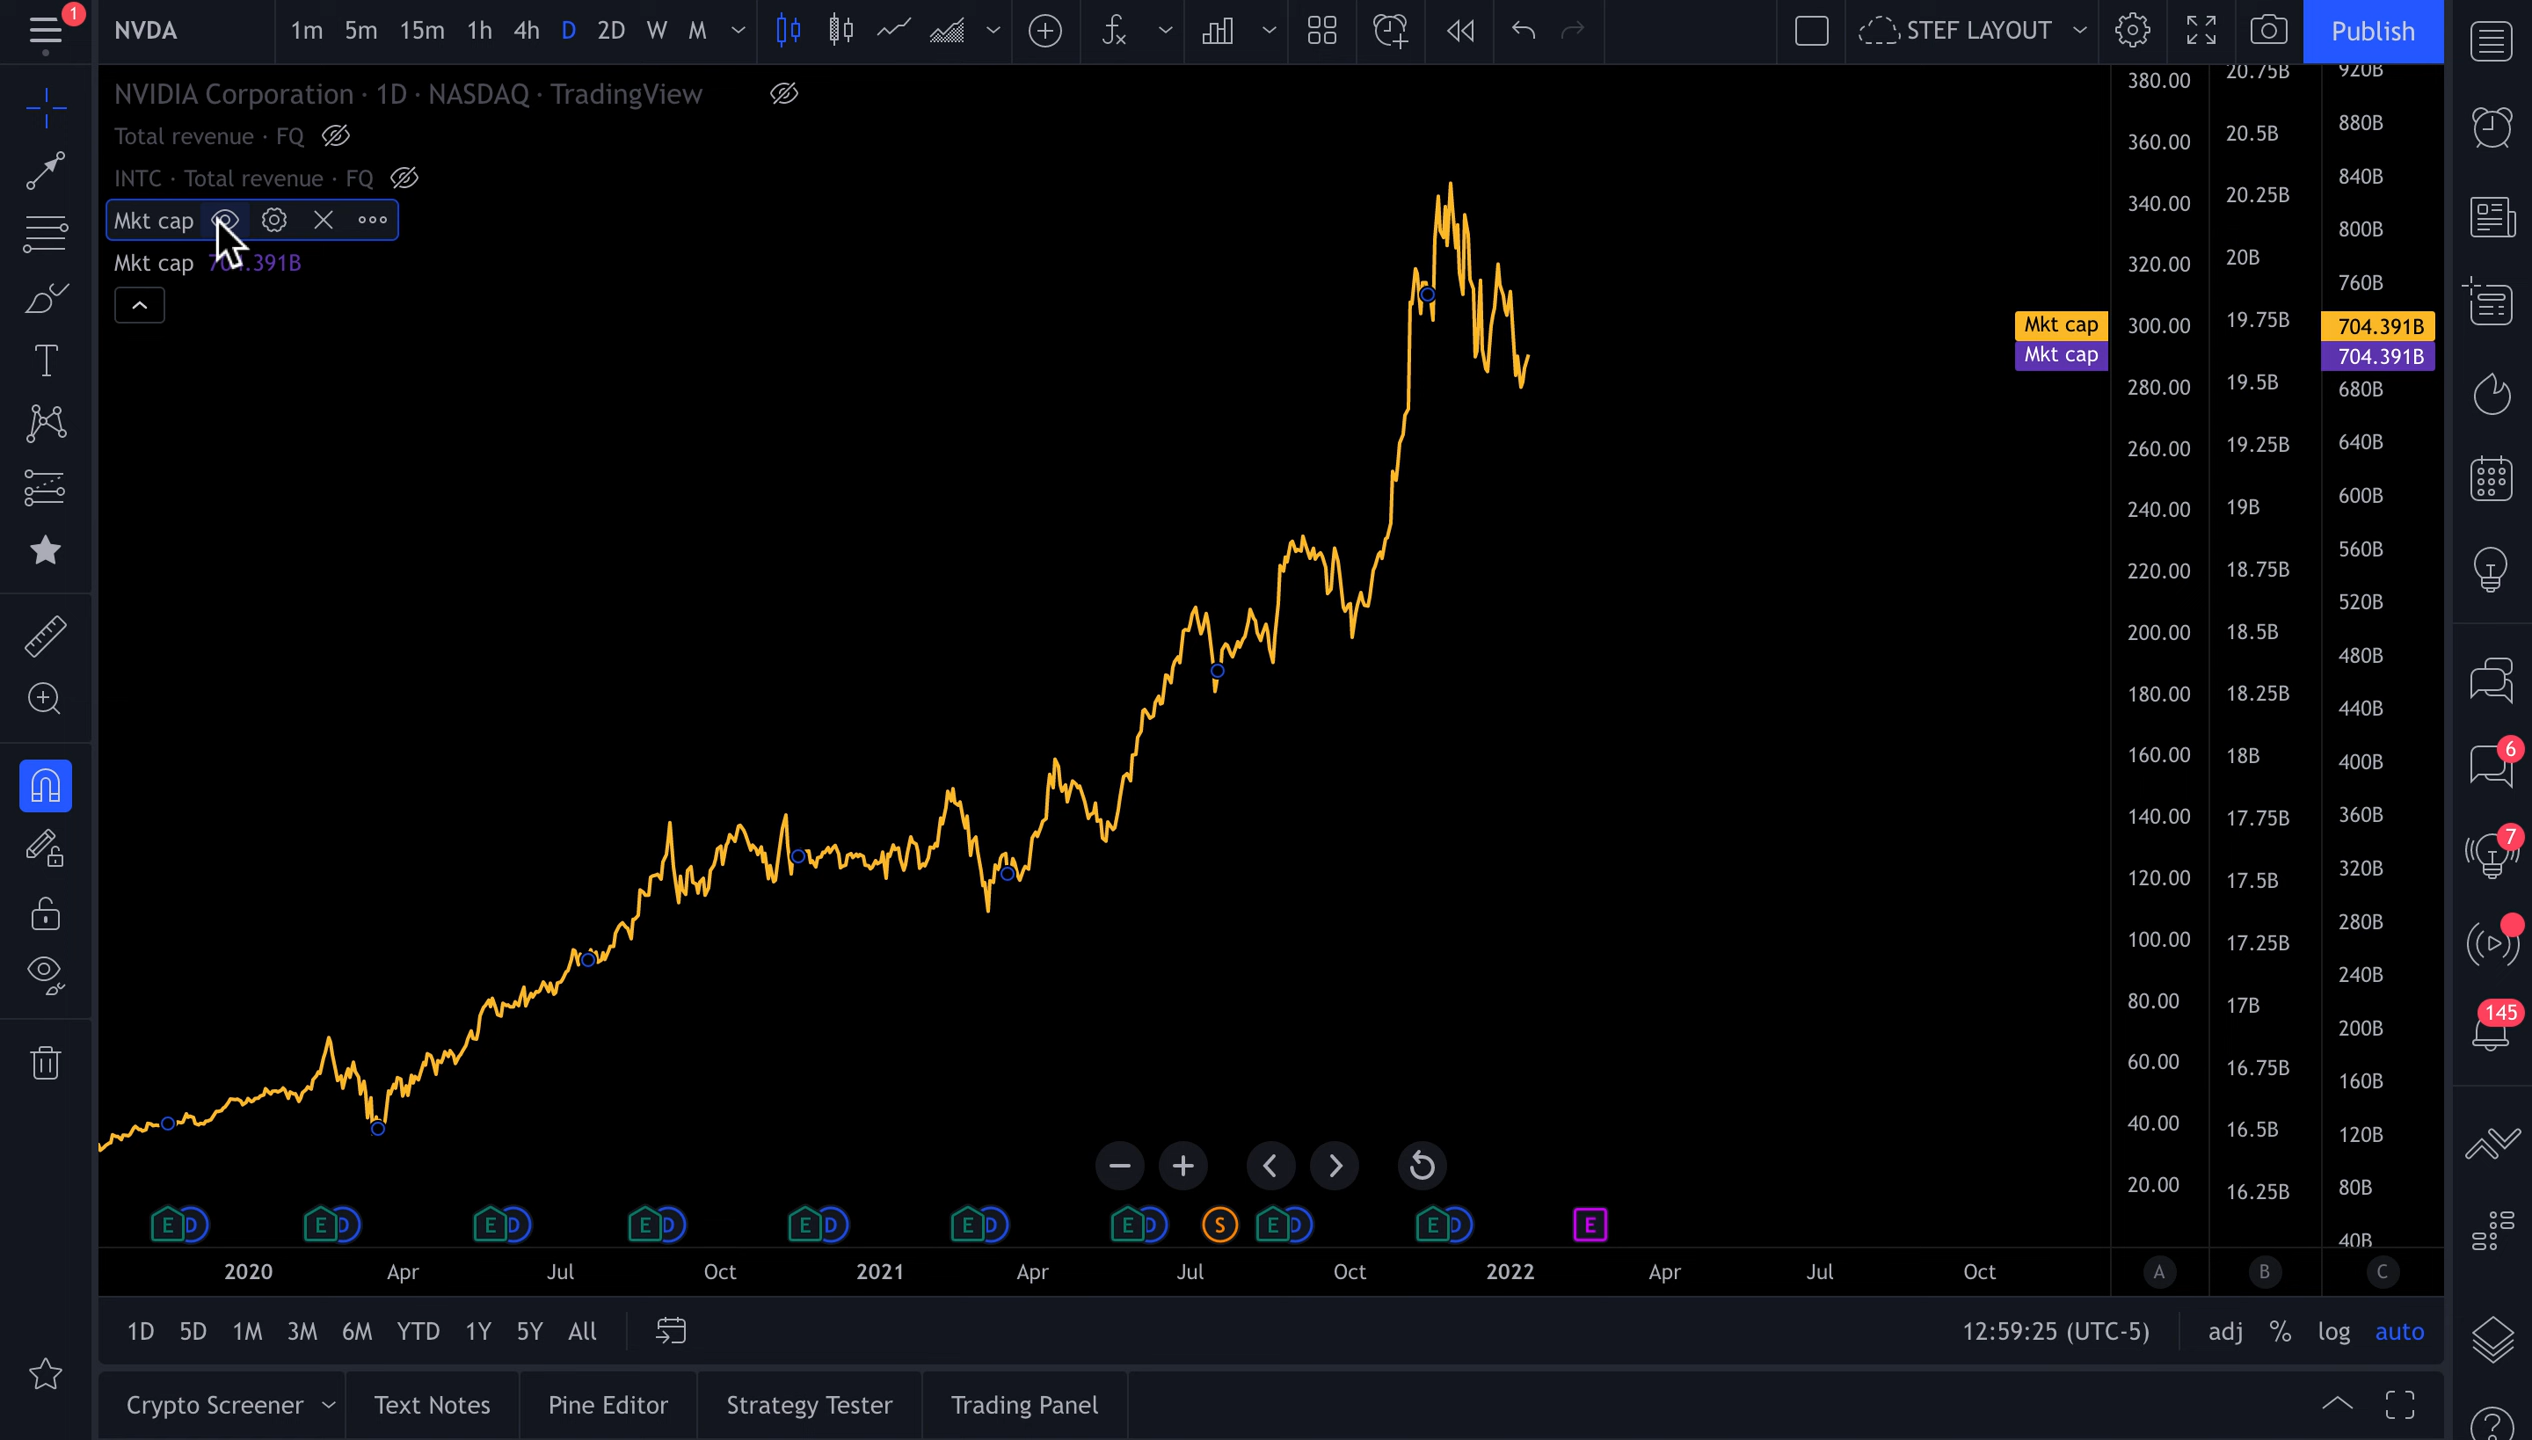 1
NVDA
1m 5m 15m 1h 4h D 2D W M
STEF LAYOUT
Publish
NVIDIA Corporation · 1D · NASDAQ · TradingView
Total revenue · FQ
INTC · Total revenue · FQ
Mkt cap
Mkt cap
Mkt cap 704.391B
Mkt cap 704.391B
380.00
360.00
340.00
320.00
300.00
280.00
260.00
240.00
220.00
200.00
180.00
160.00
140.00
120.00
100.00
80.00
60.00
40.00
20.00
20.75B
20.5B
20.25B
20B
19.75B
19.5B
19.25B
19B
18.75B
18.5B
18.25B
18B
17.75B
17.5B
17.25B
17B
16.75B
16.5B
16.25B
920B
880B
840B
800B
760B
680B
640B
600B
560B
520B
480B
440B
400B
360B
320B
280B
240B
200B
160B
120B
80B
40B
6
7
145
E D E D E D E D E D E D E D S E D E D E
2020 Apr Jul Oct 2021 Apr Jul Oct 2022 Apr Jul Oct A B C
1D 5D 1M 3M 6M YTD 1Y 5Y All 12:59:25 (UTC-5) adj % log auto
Crypto Screener Text Notes Pine Editor Strategy Tester Trading Panel